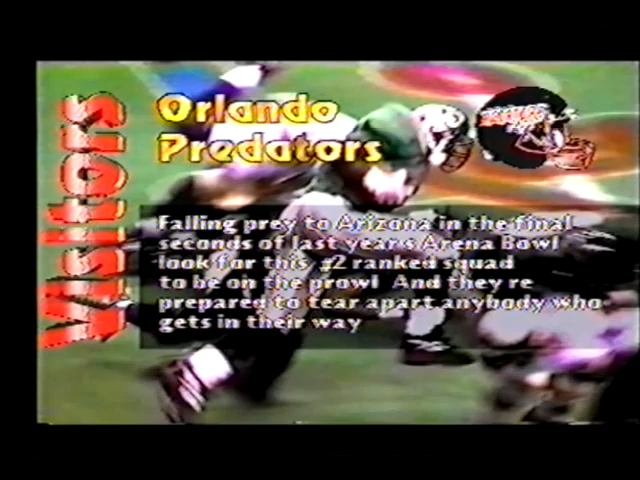 Visitors
Orlando
Predators
Falling prey to Arizona in the final
seconds of last years Arena Bowl
look for this #2 ranked squad
to be on the prowl And they re
prepared to tear apart anybody who
gets in their way